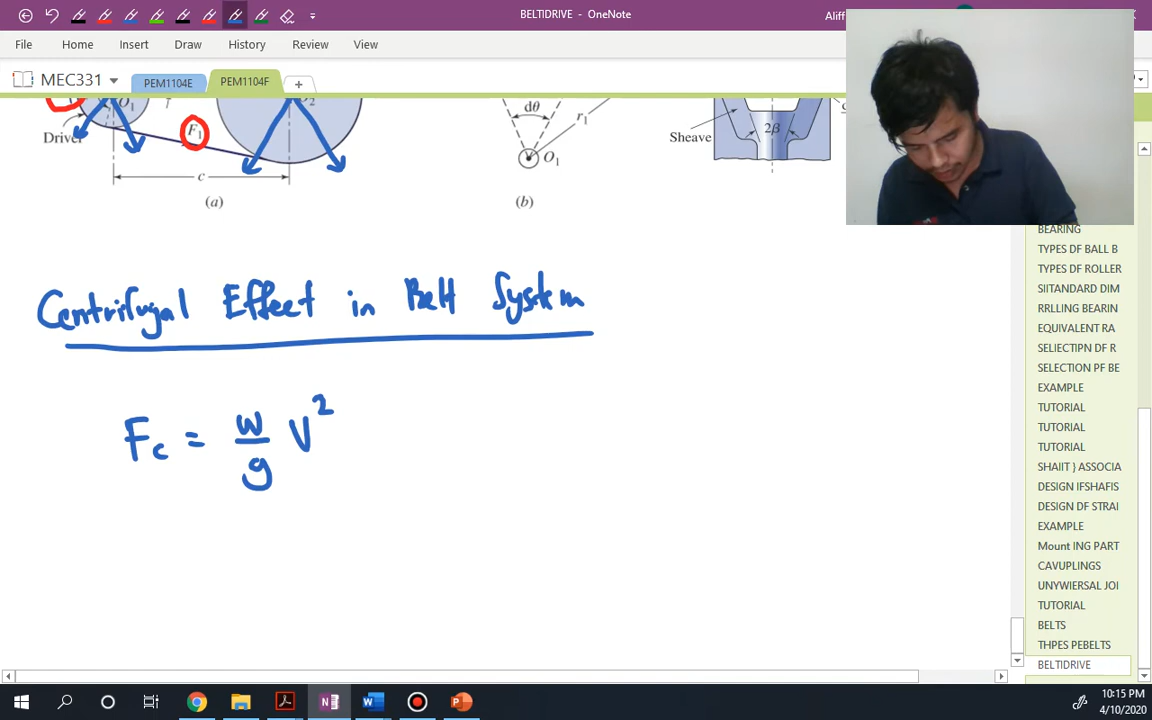 BELTIDRIVE - OneNote
Aliff
File Home Insert Draw History Review View
MEC331 PEM1104E PEM1104F
Driver
O1
F1
c
(a)
dθ
r1
O1
(b)
Sheave
2β
Centrifugal Effect in Belt System
Fc = w/g V²
BEARING
TYPES DF BALL B
TYPES DF ROLLER
SIITANDARD DIM
RRLLING BEARIN
EQUIVALENT RA
SELIECTIPN DF R
SELECTION PF BE
EXAMPLE
TUTORIAL
TUTORIAL
TUTORIAL
SHAIIT } ASSOCIA
DESIGN IFSHAFIS
DESIGN DF STRAI
EXAMPLE
Mount ING PART
CAVUPLINGS
UNYWIERSAL JOI
TUTORIAL
BELTS
THPES PEBELTS
BELTIDRIVE
10:15 PM
4/10/2020